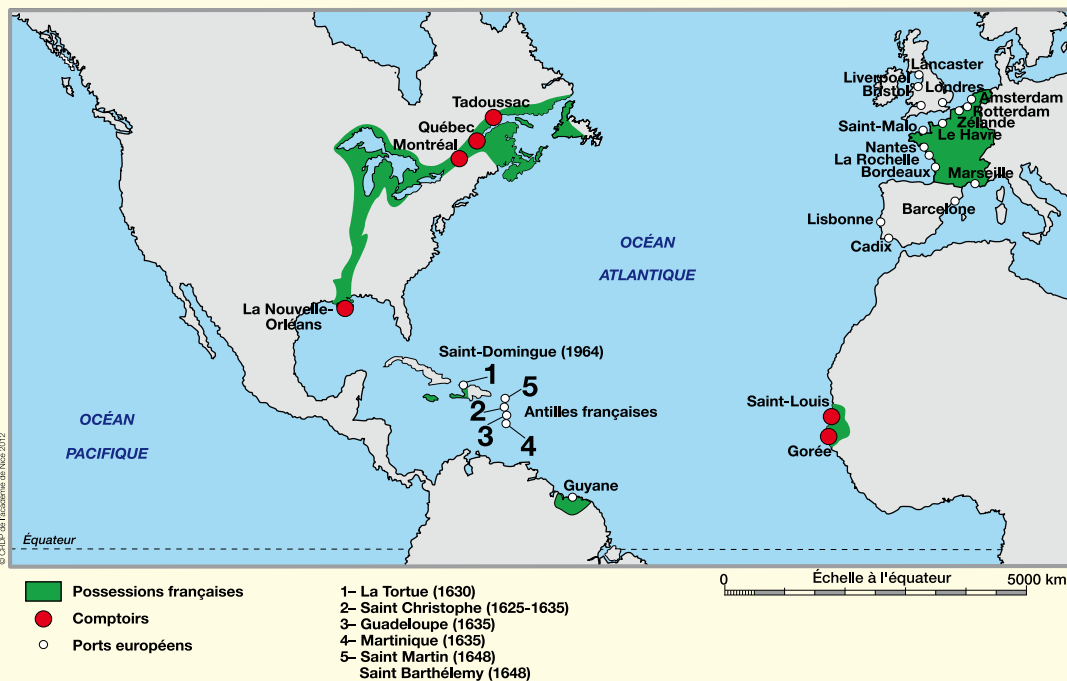 Lancaster
Liverpool
Londres
Bristol
Amsterdam
Rotterdam
Zélande
Saint-Malo
Le Havre
Nantes
La Rochelle
Bordeaux
Marseille
Barcelone
Lisbonne
Cadix
Tadoussac
Québec
Montréal
OCÉAN
ATLANTIQUE
La Nouvelle-
Orléans
Saint-Domingue (1964)
1
5
2
Antilles françaises
3
4
Saint-Louis
Gorée
OCÉAN
PACIFIQUE
Guyane
Équateur
© CRDP de l'académie de Nice 2012
Possessions françaises
Comptoirs
Ports européens
1– La Tortue (1630)
2– Saint Christophe (1625-1635)
3– Guadeloupe (1635)
4– Martinique (1635)
5– Saint Martin (1648)
Saint Barthélemy (1648)
0 Échelle à l'équateur 5000 km